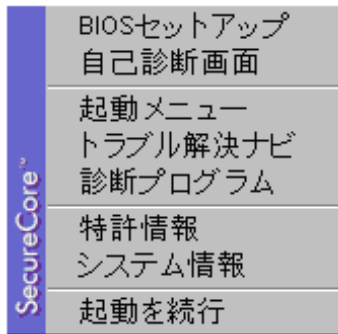 BIOSセットアップ
自己診断画面
起動メニュー
トラブル解決ナビ
診断プログラム
特許情報
システム情報
起動を続行
SecureCore™